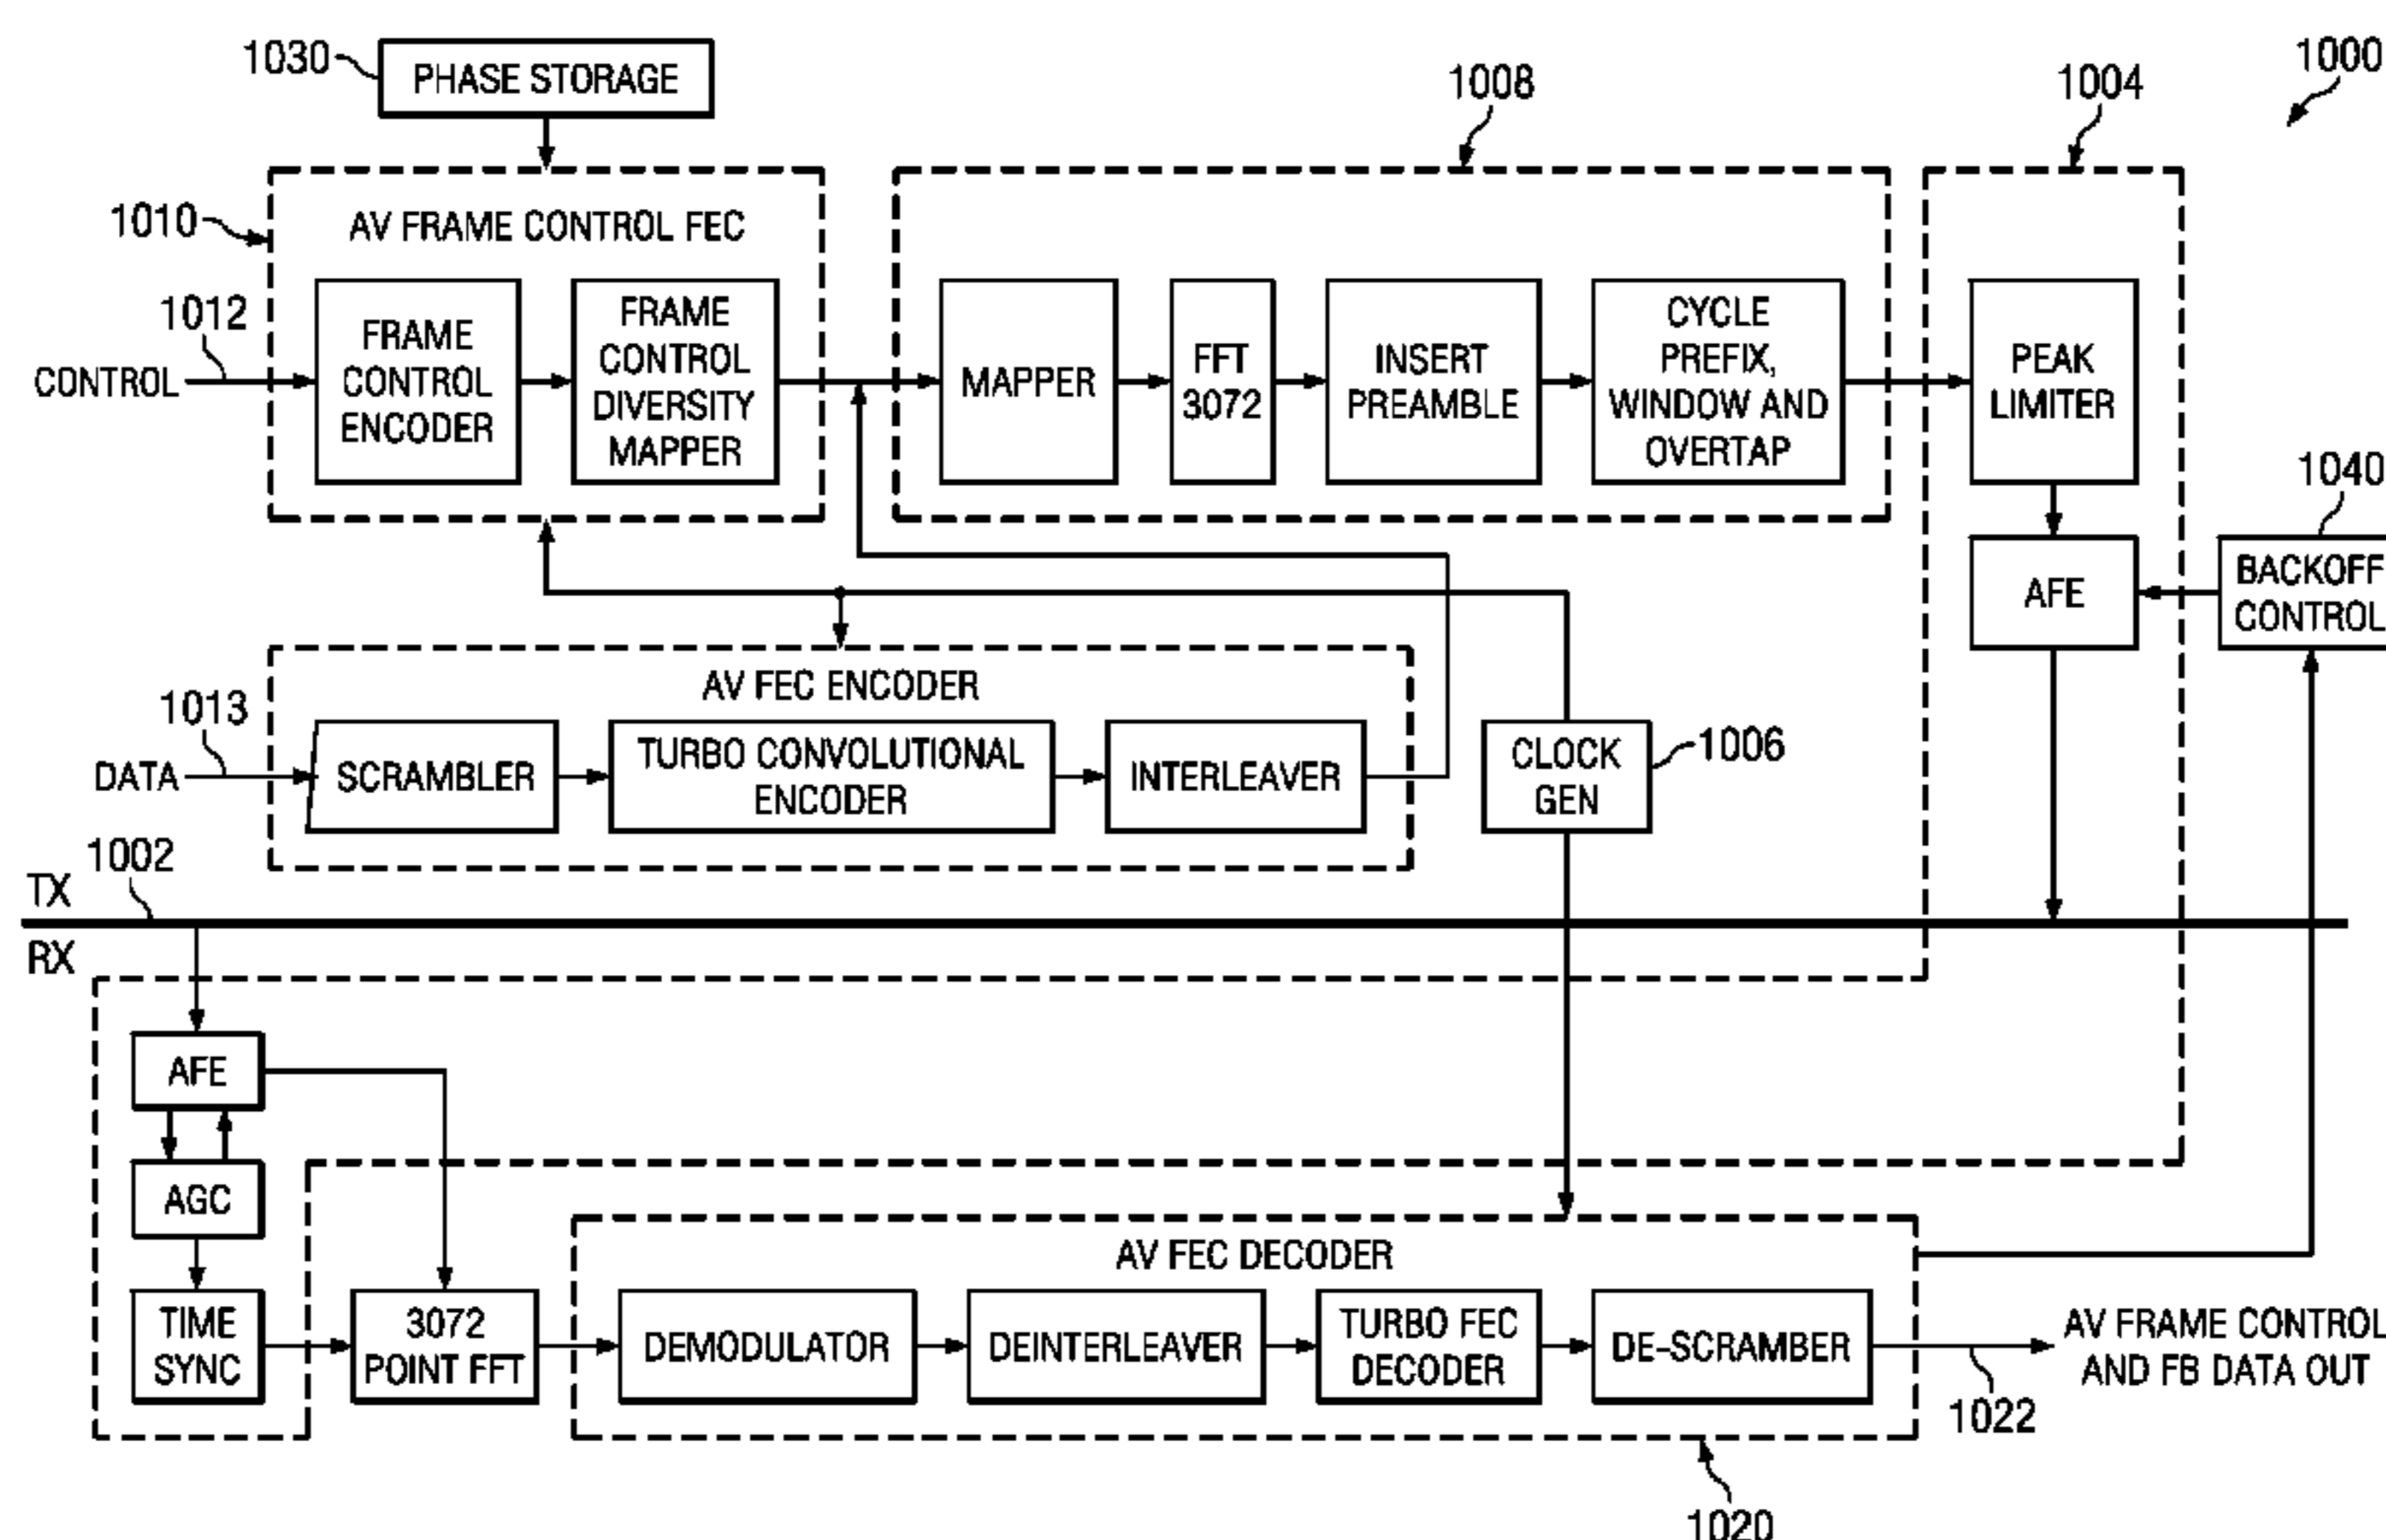 1030
PHASE STORAGE
1008
1004
1000
1010
AV FRAME CONTROL FEC
1012
CONTROL
FRAME
CONTROL
ENCODER
FRAME
CONTROL
DIVERSITY
MAPPER
MAPPER
FFT
3072
INSERT
PREAMBLE
CYCLE
PREFIX,
WINDOW AND
OVERTAP
PEAK
LIMITER
1040
AFE
BACKOFF
CONTROL
AV FEC ENCODER
1013
DATA
SCRAMBLER
TURBO CONVOLUTIONAL
ENCODER
INTERLEAVER
CLOCK
GEN
1006
1002
TX
RX
AFE
AGC
TIME
SYNC
3072
POINT FFT
AV FEC DECODER
DEMODULATOR
DEINTERLEAVER
TURBO FEC
DECODER
DE-SCRAMBER
AV FRAME CONTROL
AND FB DATA OUT
1022
1020